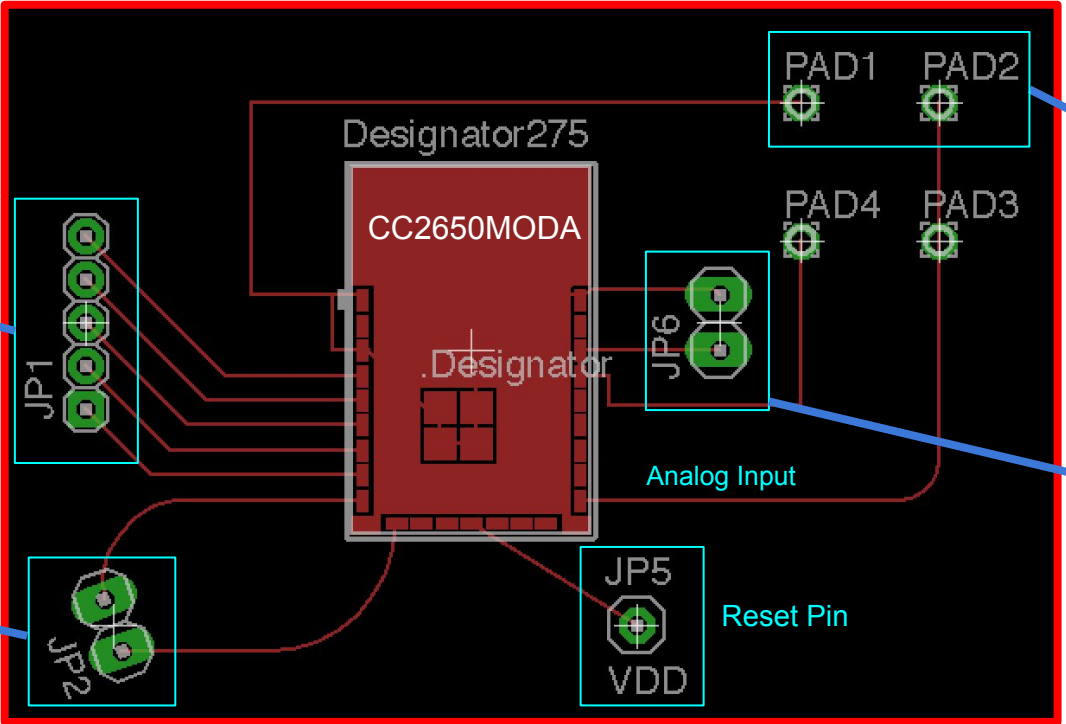 PAD1 PAD2
Designator275
PAD4 PAD3
CC2650MODA
JP6
JP1
.Designator
Analog Input
JP5
Reset Pin
JP2
VDD